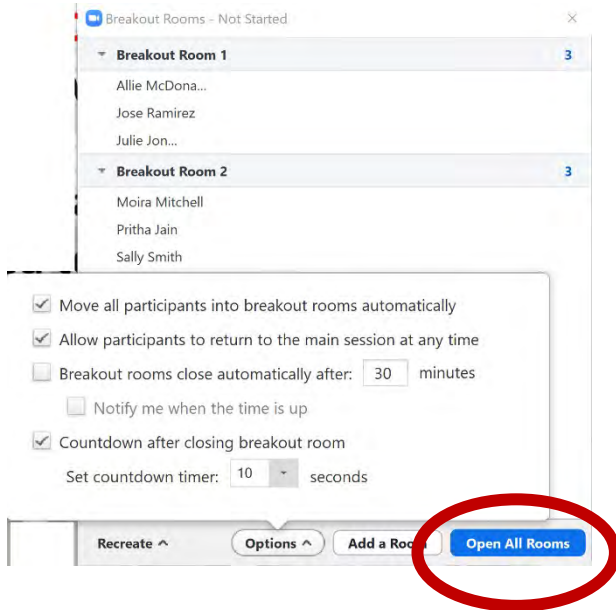 Breakout Rooms - Not Started
Breakout Room 1 3
Allie McDona...
Jose Ramirez
Julie Jon...
Breakout Room 2 3
Moira Mitchell
Pritha Jain
Sally Smith
Move all participants into breakout rooms automatically
Allow participants to return to the main session at any time
Breakout rooms close automatically after: 30 minutes
Notify me when the time is up
Countdown after closing breakout room
Set countdown timer: 10 seconds
Recreate Options Add a Room Open All Rooms